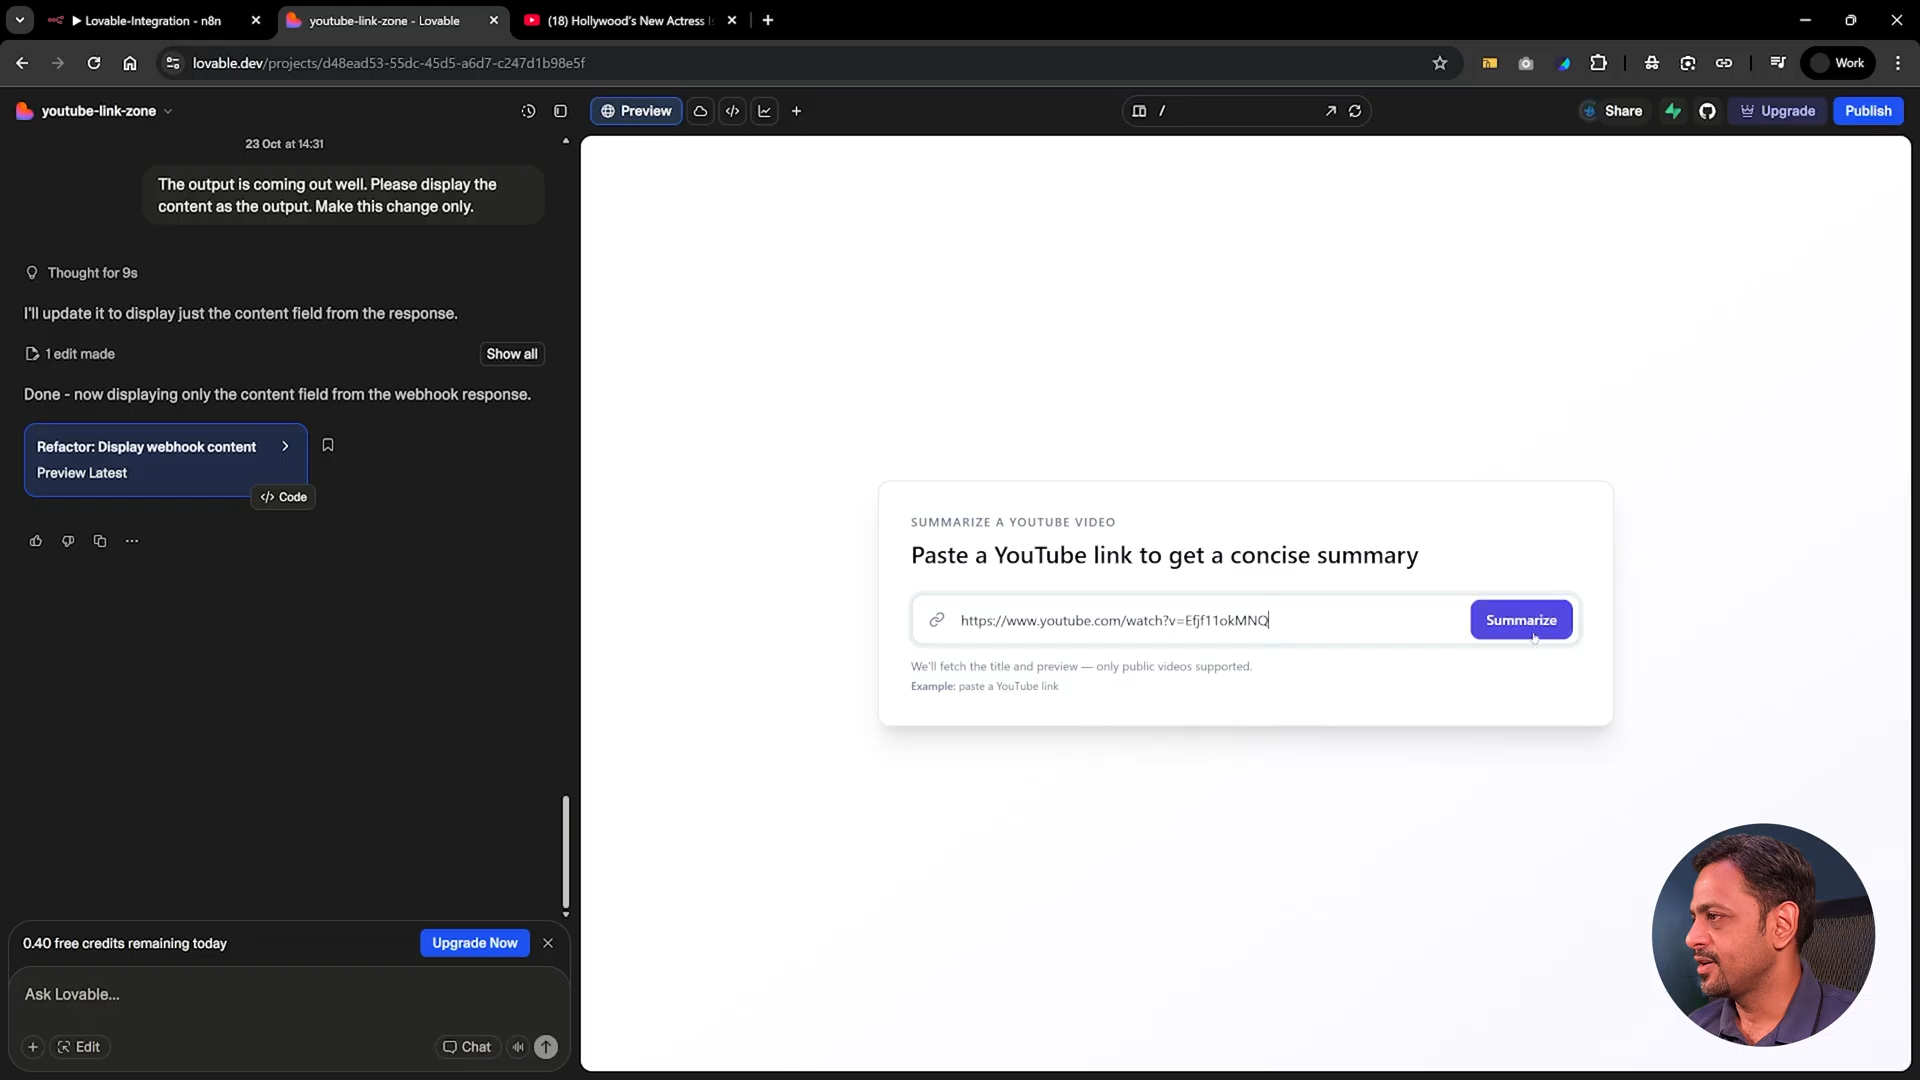 ▶ Lovable-Integration - n8n
youtube-link-zone - Lovable
(18) Hollywood's New Actress
lovable.dev/projects/d48ead53-55dc-45d5-a6d7-c247d1b98e5f
Work
youtube-link-zone
Preview
/
Share
Upgrade
Publish
23 Oct at 14:31
The output is coming out well. Please display the
content as the output. Make this change only.
Thought for 9s
I'll update it to display just the content field from the response.
1 edit made
Show all
Done - now displaying only the content field from the webhook response.
Refactor: Display webhook content
Preview Latest
</> Code
SUMMARIZE A YOUTUBE VIDEO
Paste a YouTube link to get a concise summary
https://www.youtube.com/watch?v=Efjf11okMNQ
Summarize
We'll fetch the title and preview — only public videos supported.
Example: paste a YouTube link
0.40 free credits remaining today
Upgrade Now
Ask Lovable...
Edit
Chat